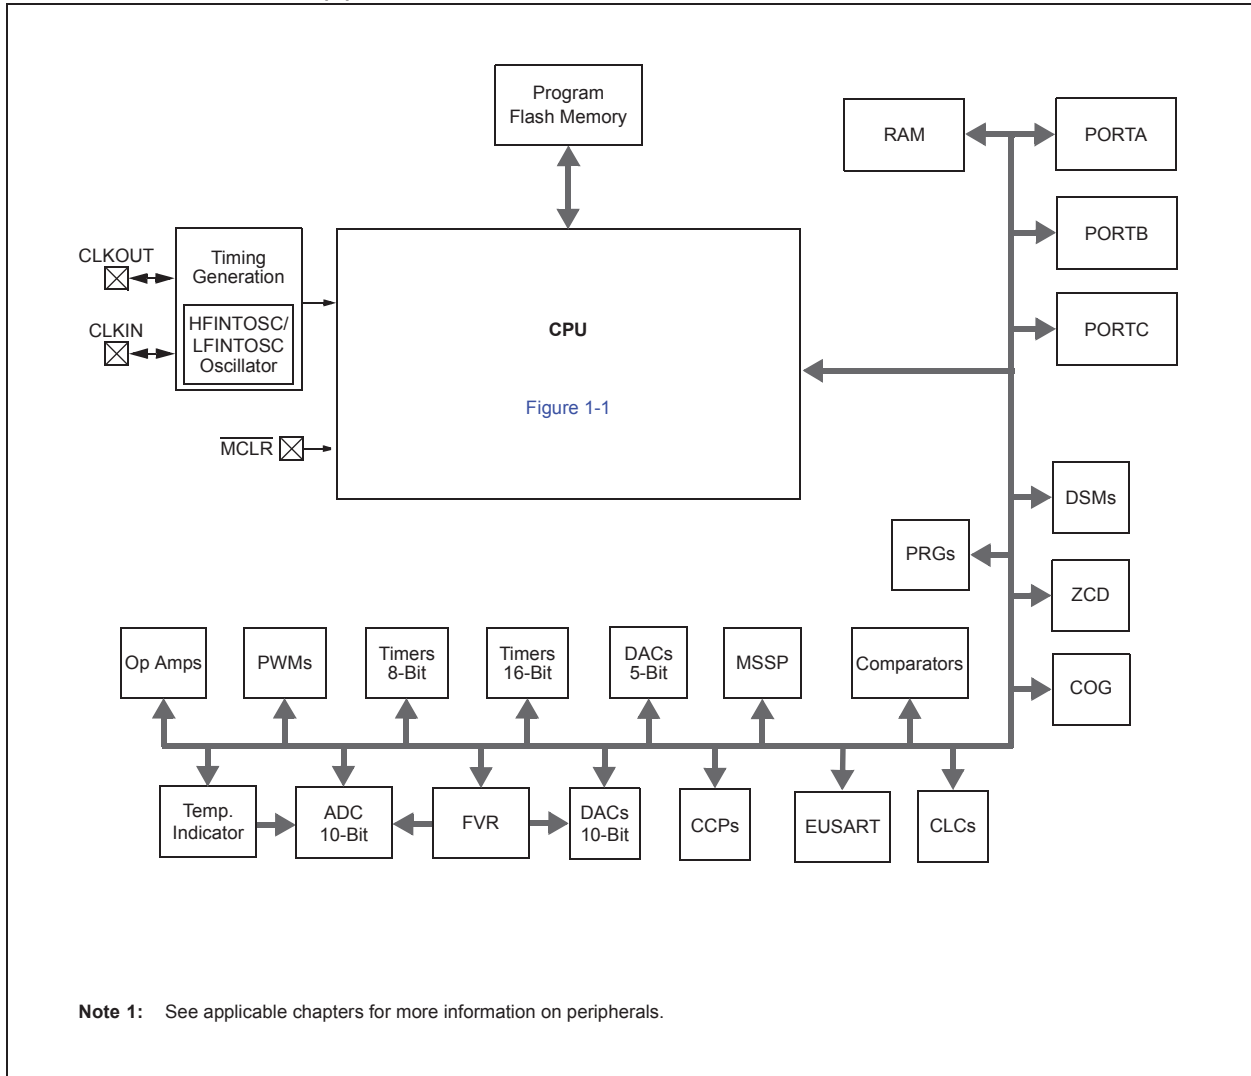 Program
Flash Memory
RAM
PORTA
PORTB
PORTC
CLKOUT
Timing
Generation
CLKIN
HFINTOSC/
LFINTOSC
Oscillator
CPU
Figure 1-1
MCLR
DSMs
PRGs
ZCD
COG
Op Amps
PWMs
Timers
8-Bit
Timers
16-Bit
DACs
5-Bit
MSSP
Comparators
Temp.
Indicator
ADC
10-Bit
FVR
DACs
10-Bit
CCPs
EUSART
CLCs
Note 1: See applicable chapters for more information on peripherals.